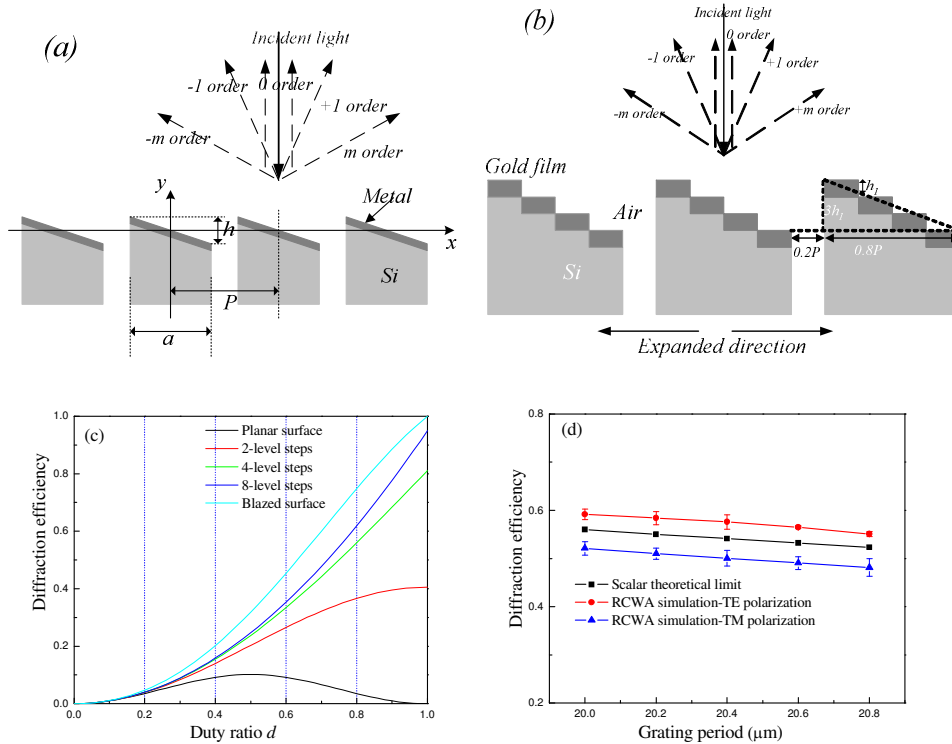 (a)
Incident light
-1 order
0 order
+1 order
-m order
m order
Metal
y
h
x
Si
P
a
(b)
Incident light
0 order
-1 order
+1 order
-m order
+m order
Gold film
Air
h1
3h1
0.2P
0.8P
Si
Expanded direction
(c)
Planar surface
2-level steps
4-level steps
8-level steps
Blazed surface
Diffraction efficiency
1.0
0.8
0.6
0.4
0.2
0.0
0.0 0.2 0.4 0.6 0.8 1.0
Duty ratio d
(d)
Diffraction efficiency
0.8
0.6
0.4
0.2
Scalar theoretical limit
RCWA simulation-TE polarization
RCWA simulation-TM polarization
20.0 20.2 20.4 20.6 20.8
Grating period (μm)